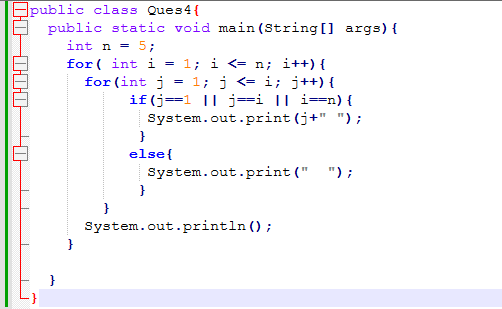 public class Ques4{
  public static void main(String[] args){
    int n = 5;
    for( int i = 1; i <= n; i++){
      for(int j = 1; j <= i; j++){
           if(j==1 || j==i || i==n){
             System.out.print(j+" ");
            }
           else{
             System.out.print("  ");
            }
        }
      System.out.println();
    }

  }
}